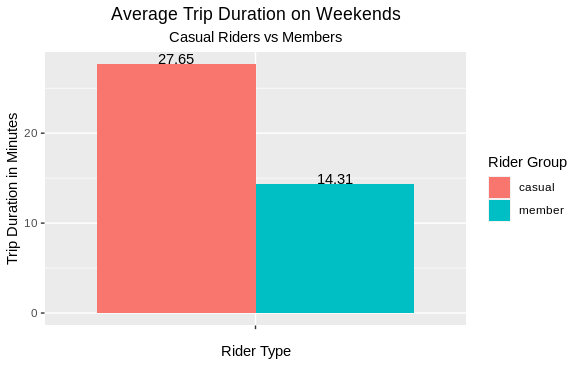 Average Trip Duration on Weekends
Casual Riders vs Members
27.65
14.31
20
10
0
Trip Duration in Minutes
Rider Type
Rider Group
casual
member